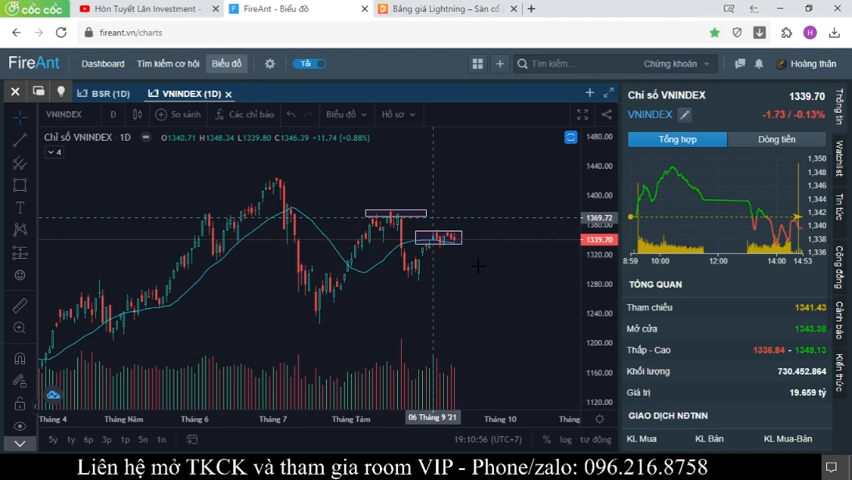 cốc cốc
Hòn Tuyết Lăn Investment -
FireAnt - Biểu đồ
Bảng giá Lightning – Sàn cổ
fireant.vn/charts
FireAnt
Dashboard
Tìm kiếm cơ hội
Biểu đồ
Tối
Tìm kiếm.
Chứng khoán
Hoàng thân
BSR (1D)
VNINDEX (1D)
VNINDEX
D
So sánh
Các chỉ báo
Biểu đồ
Hồ sơ
Chỉ số VNINDEX · 1D
O1340.71 H1348.34 L1339.80 C1346.39 +11.74 (+0.88%)
4
1480.00
1440.00
1400.00
1369.72
1360.00
1339.70
1320.00
1280.00
1240.00
1200.00
1160.00
1120.00
Tháng 4
Tháng Năm
Tháng 6
Tháng 7
Tháng Tám
06 Tháng 9 '21
Tháng 10
Thán
5y 1y 6p 3p 1p 5n 1n
19:10:56 (UTC+7)
%
log
tự động
Chỉ số VNINDEX
1339.70
VNINDEX
-1.73 / -0.13%
Tổng hợp
Dòng tiền
1,350
1,348
1,346
1,344
1,342
1,340
1,338
1,336
8:59
10:00
12:00
14:00
14:53
TỔNG QUAN
Tham chiếu
1341.43
Mở cửa
1343.38
Thấp - Cao
1336.84 - 1349.13
Khối lượng
730.452.864
Giá trị
19.659 tỷ
GIAO DỊCH NĐTNN
KL Mua
KL Bán
KL Mua-Bán
Thông tin
Watchlist
Tin tức
Cộng đồng
Cảnh báo
Kiến thức
Liên hệ mở TKCK và tham gia room VIP - Phone/zalo: 096.216.8758